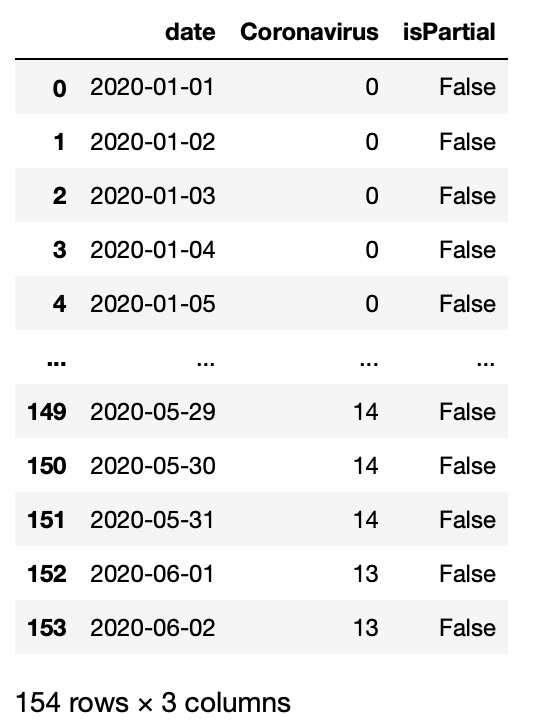 date Coronavirus isPartial
0 2020-01-01 0 False
1 2020-01-02 0 False
2 2020-01-03 0 False
3 2020-01-04 0 False
4 2020-01-05 0 False
... ... ... ...
149 2020-05-29 14 False
150 2020-05-30 14 False
151 2020-05-31 14 False
152 2020-06-01 13 False
153 2020-06-02 13 False
154 rows × 3 columns